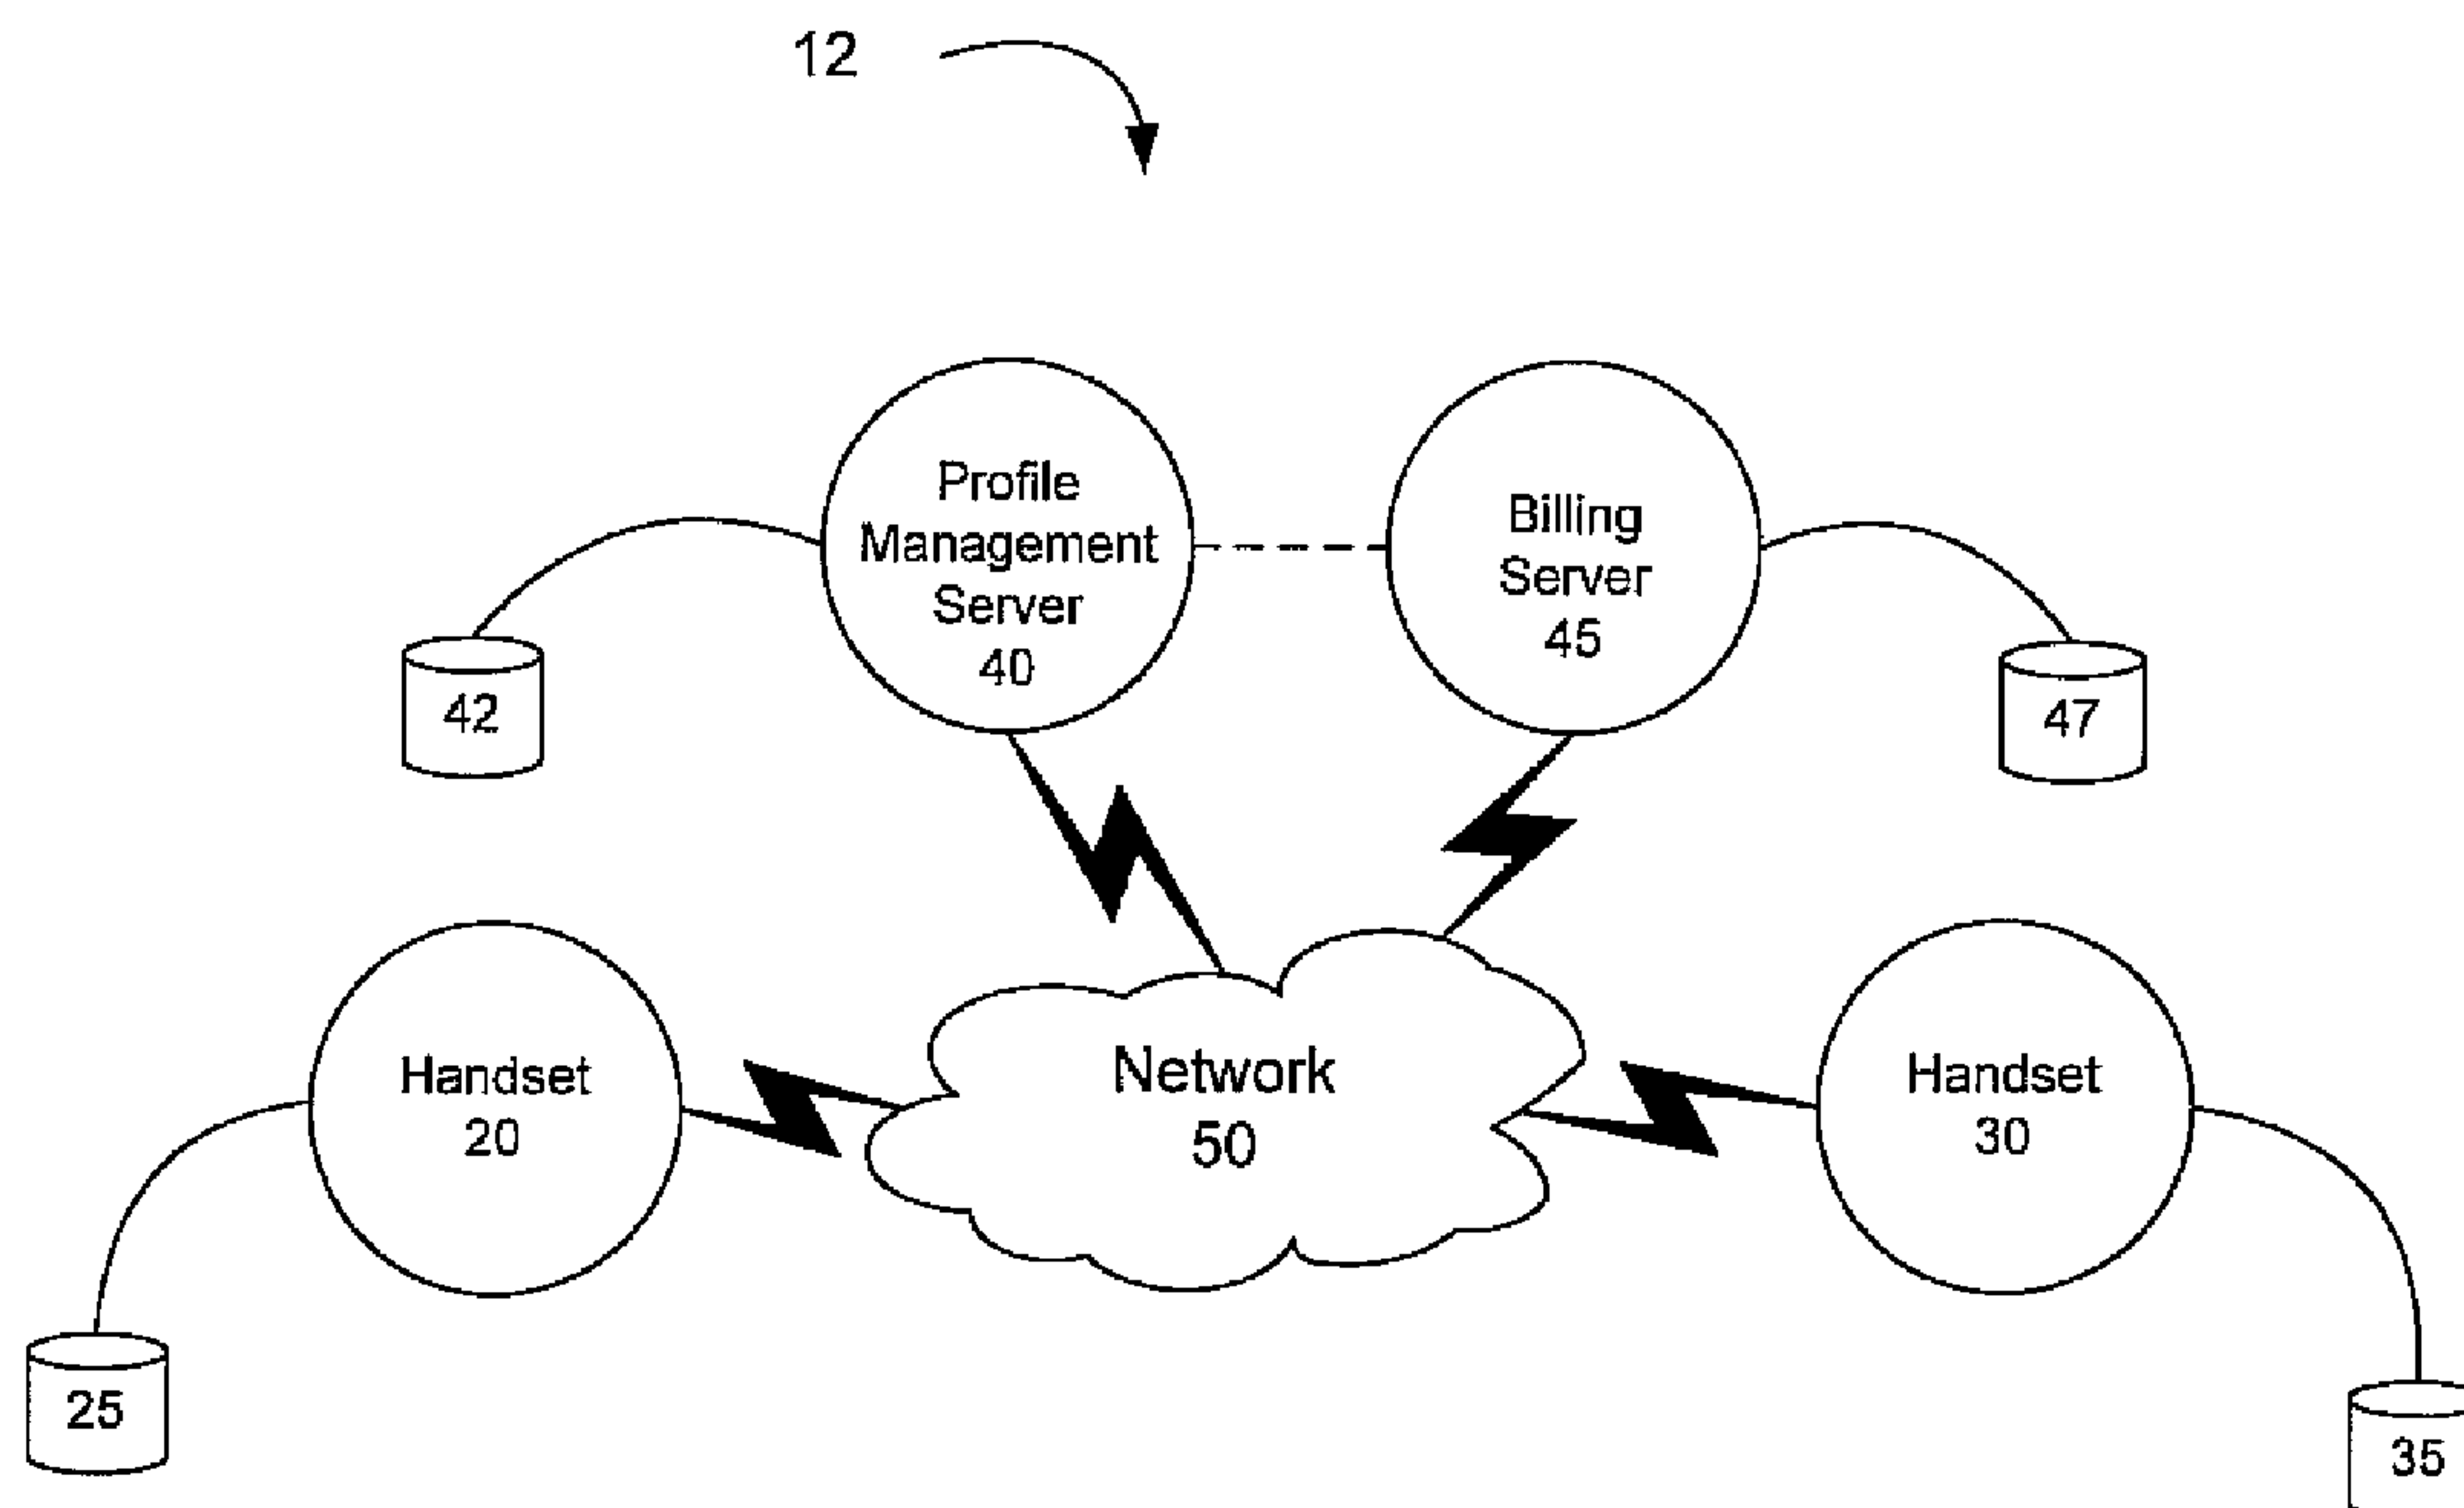 12
Profile
Management
Server
40
Billing
Server
45
42
47
Handset
20
Network
50
Handset
30
25
35